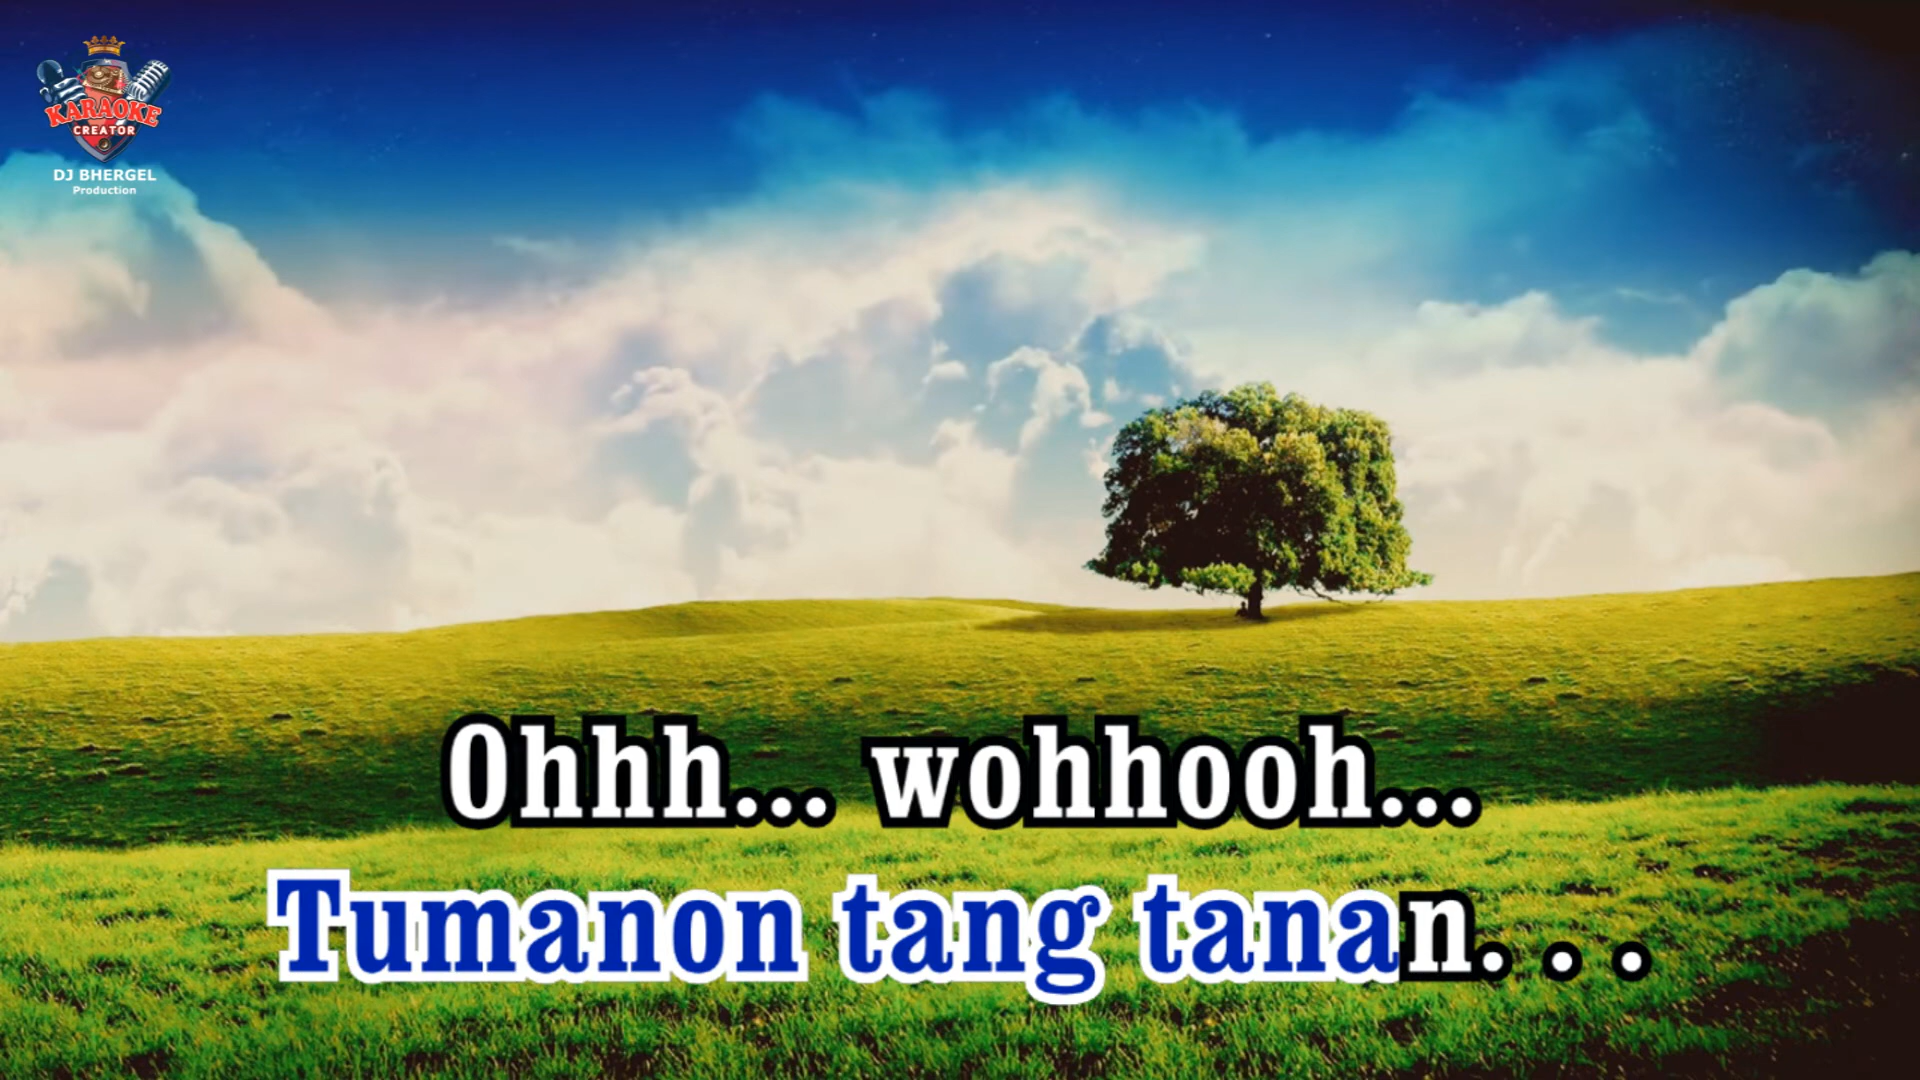 KARAOKE
CREATOR
DJ BHERGEL
Production
Ohhh... wohhooh...
Tumanon tang tanan. . .